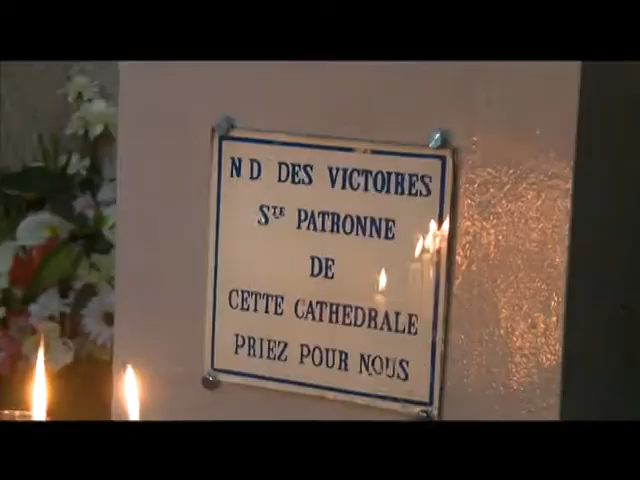 N D. DES VICTOIRES
STE PATRONNE
DE
CETTE CATHEDRALE
PRIEZ POUR NOUS